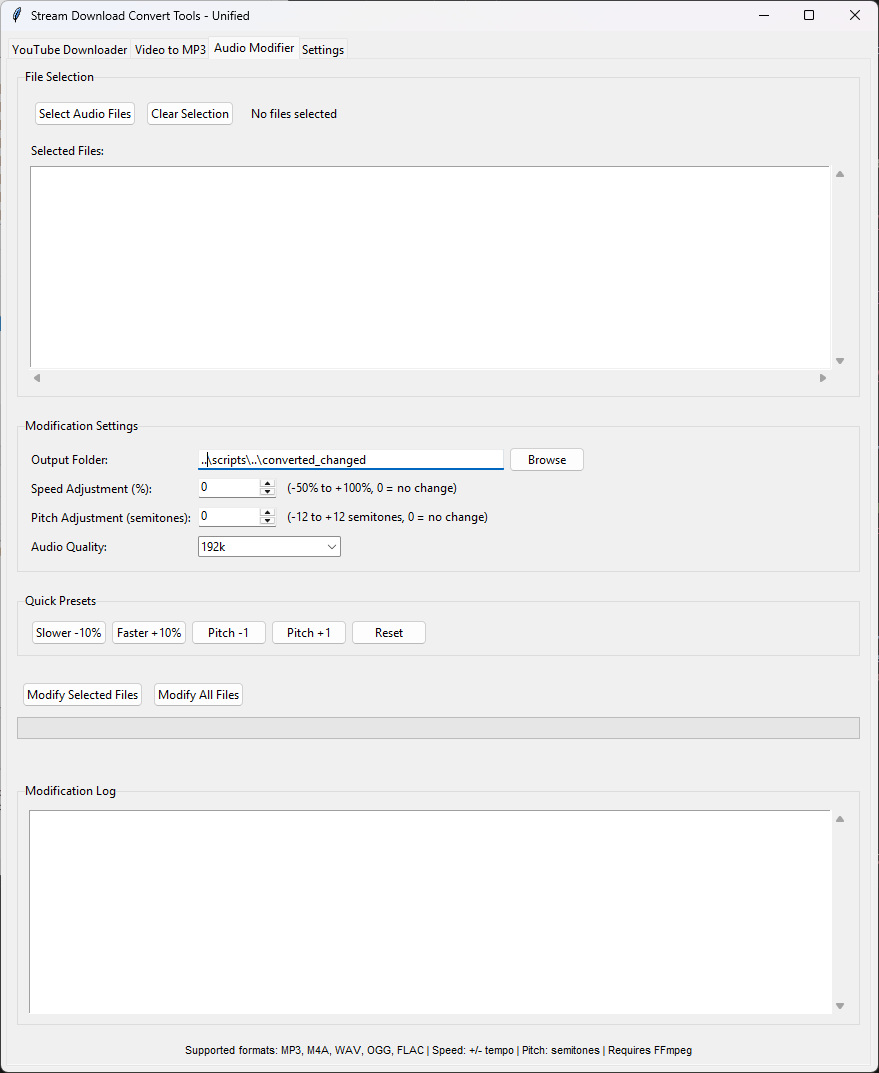 Stream Download Convert Tools - Unified
YouTube Downloader Video to MP3 Audio Modifier Settings
File Selection
Select Audio Files Clear Selection No files selected
Selected Files:
Modification Settings
Output Folder: ..\scripts\..\converted_changed Browse
Speed Adjustment (%): 0 (-50% to +100%, 0 = no change)
Pitch Adjustment (semitones): 0 (-12 to +12 semitones, 0 = no change)
Audio Quality: 192k
Quick Presets
Slower -10% Faster +10% Pitch -1 Pitch +1 Reset
Modify Selected Files Modify All Files
Modification Log
Supported formats: MP3, M4A, WAV, OGG, FLAC | Speed: +/- tempo | Pitch: semitones | Requires FFmpeg